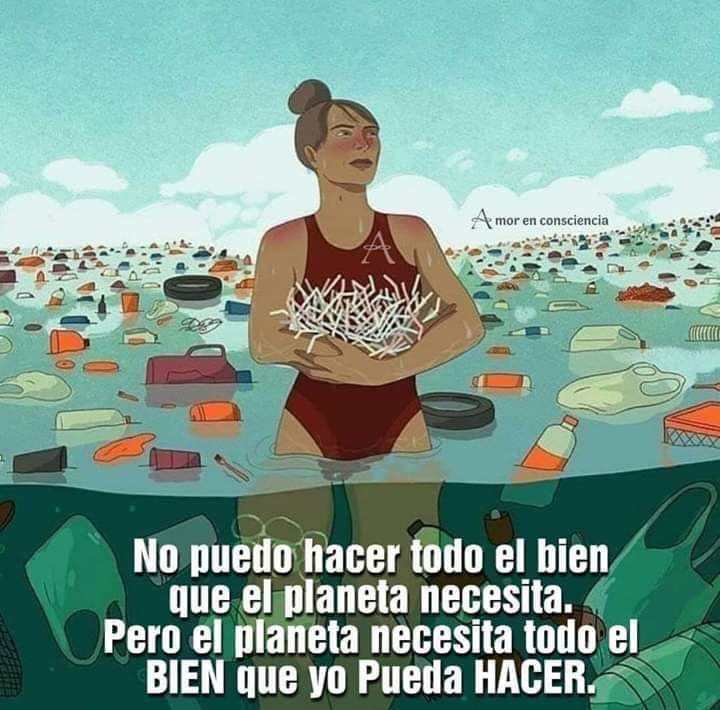 A mor en consciencia
A
No puedo hacer todo el bien
que el planeta necesita.
Pero el planeta necesita todo el
BIEN que yo Pueda HACER.